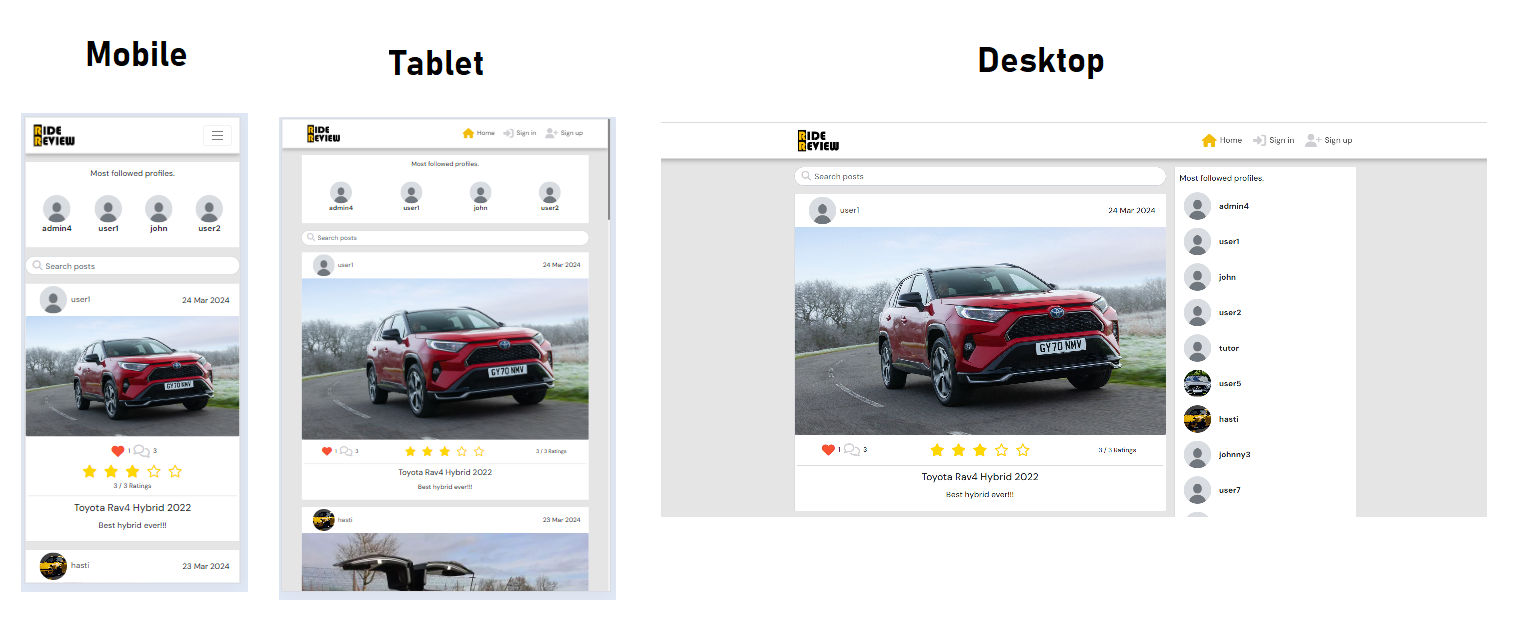 Mobile
RIDE
REVIEW
Most followed profiles.
admin4 user1 john user2
Search posts
user1 24 Mar 2024
GY70 NMV
1 3
3 / 3 Ratings
Toyota Rav4 Hybrid 2022
Best hybrid ever!!!
hasti 23 Mar 2024
Tablet
RIDE
REVIEW
Home Sign in Sign up
Most followed profiles.
admin4 user1 john user2
Search posts
user1 24 Mar 2024
GY70 NMV
1 3 3 / 3 Ratings
Toyota Rav4 Hybrid 2022
Best hybrid ever!!!
hasti 23 Mar 2024
Desktop
RIDE
REVIEW
Home Sign in Sign up
Search posts
user1 24 Mar 2024
GY70 NMV
1 3 3 / 3 Ratings
Toyota Rav4 Hybrid 2022
Best hybrid ever!!!
Most followed profiles.
admin4
user1
john
user2
tutor
user5
hasti
johnny3
user7